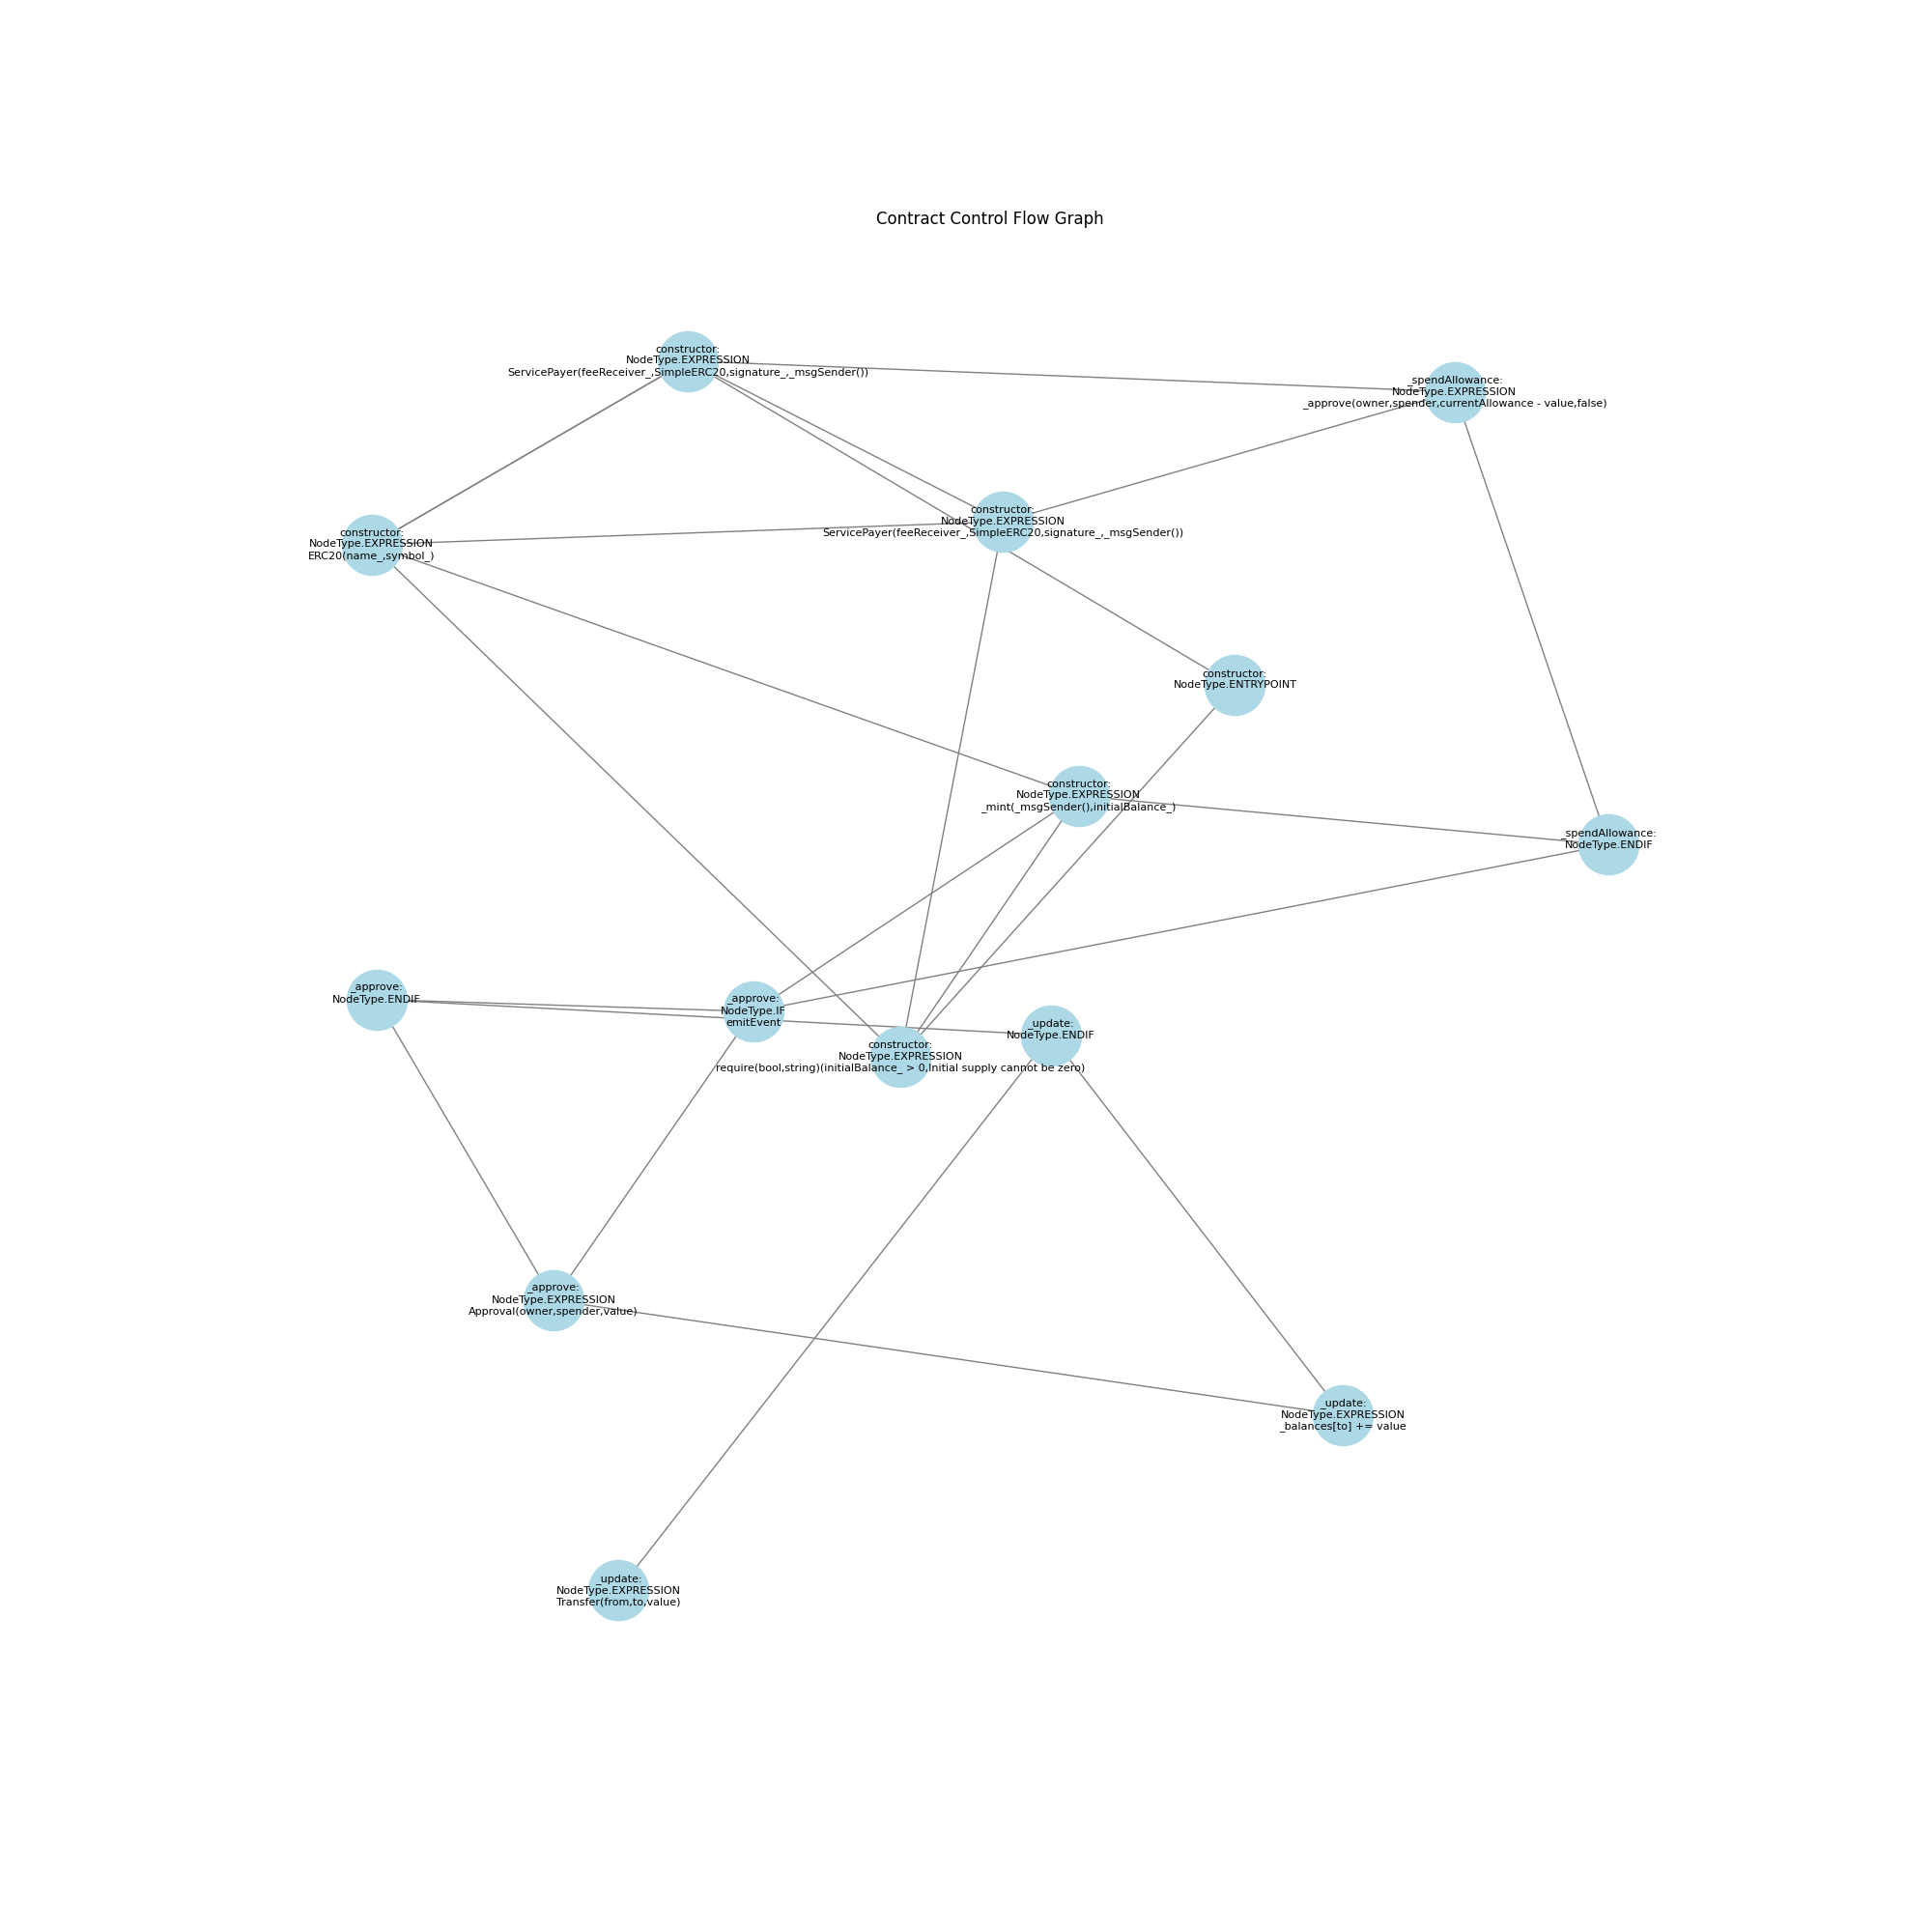 Contract Control Flow Graph
constructor:
NodeType.EXPRESSION
ServicePayer(feeReceiver_,SimpleERC20,signature_,_msgSender())
_spendAllowance:
NodeType.EXPRESSION
_approve(owner,spender,currentAllowance - value,false)
constructor:
NodeType.EXPRESSION
ServicePayer(feeReceiver_,SimpleERC20,signature_,_msgSender())
constructor:
NodeType.EXPRESSION
ERC20(name_,symbol_)
constructor:
NodeType.ENTRYPOINT
constructor:
NodeType.EXPRESSION
_mint(_msgSender(),initialBalance_)
_spendAllowance:
NodeType.ENDIF
_approve:
NodeType.ENDIF
_approve:
NodeType.IF
emitEvent
_update:
NodeType.ENDIF
constructor:
NodeType.EXPRESSION
require(bool,string)(initialBalance_ > 0,Initial supply cannot be zero)
_approve:
NodeType.EXPRESSION
Approval(owner,spender,value)
_update:
NodeType.EXPRESSION
_balances[to] += value
_update:
NodeType.EXPRESSION
Transfer(from,to,value)